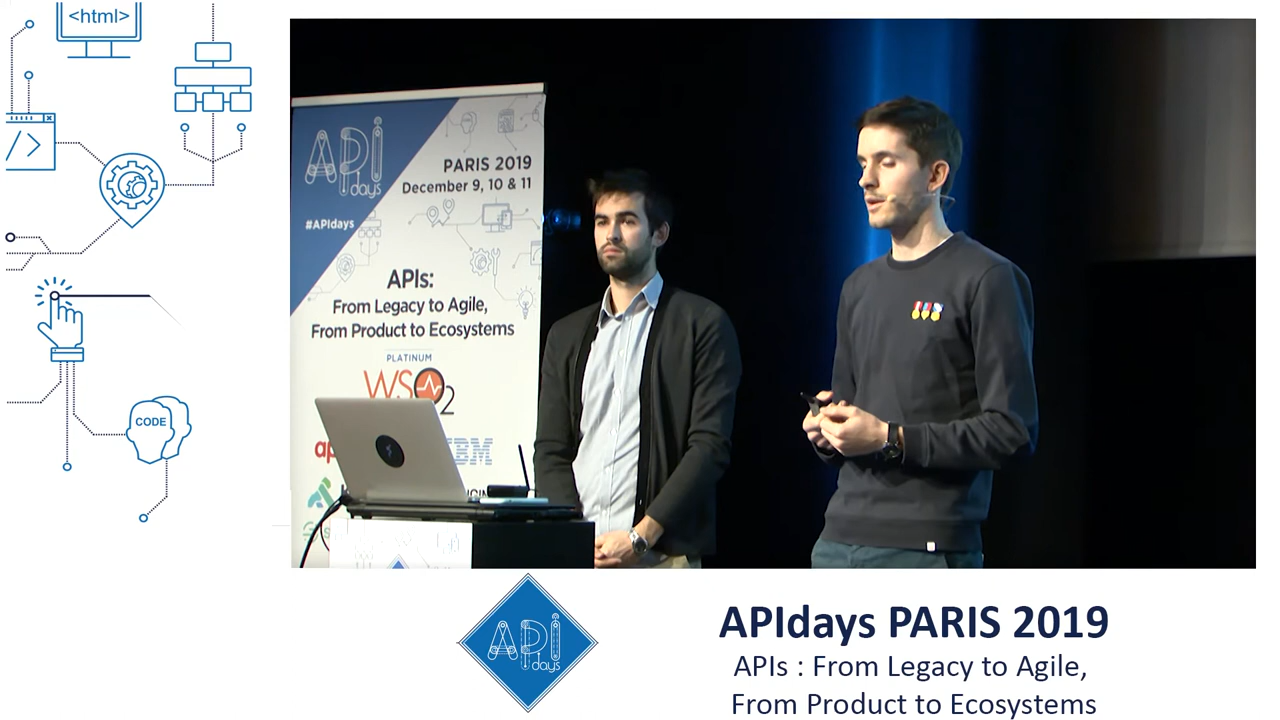 <html>
</>
CODE
API
days
PARIS 2019
December 9, 10 & 11
#APIdays
APIs:
From Legacy to Agile,
From Product to Ecosystems
PLATINUM
WSO2
IBM
API
days
APIdays PARIS 2019
APIs : From Legacy to Agile,
From Product to Ecosystems